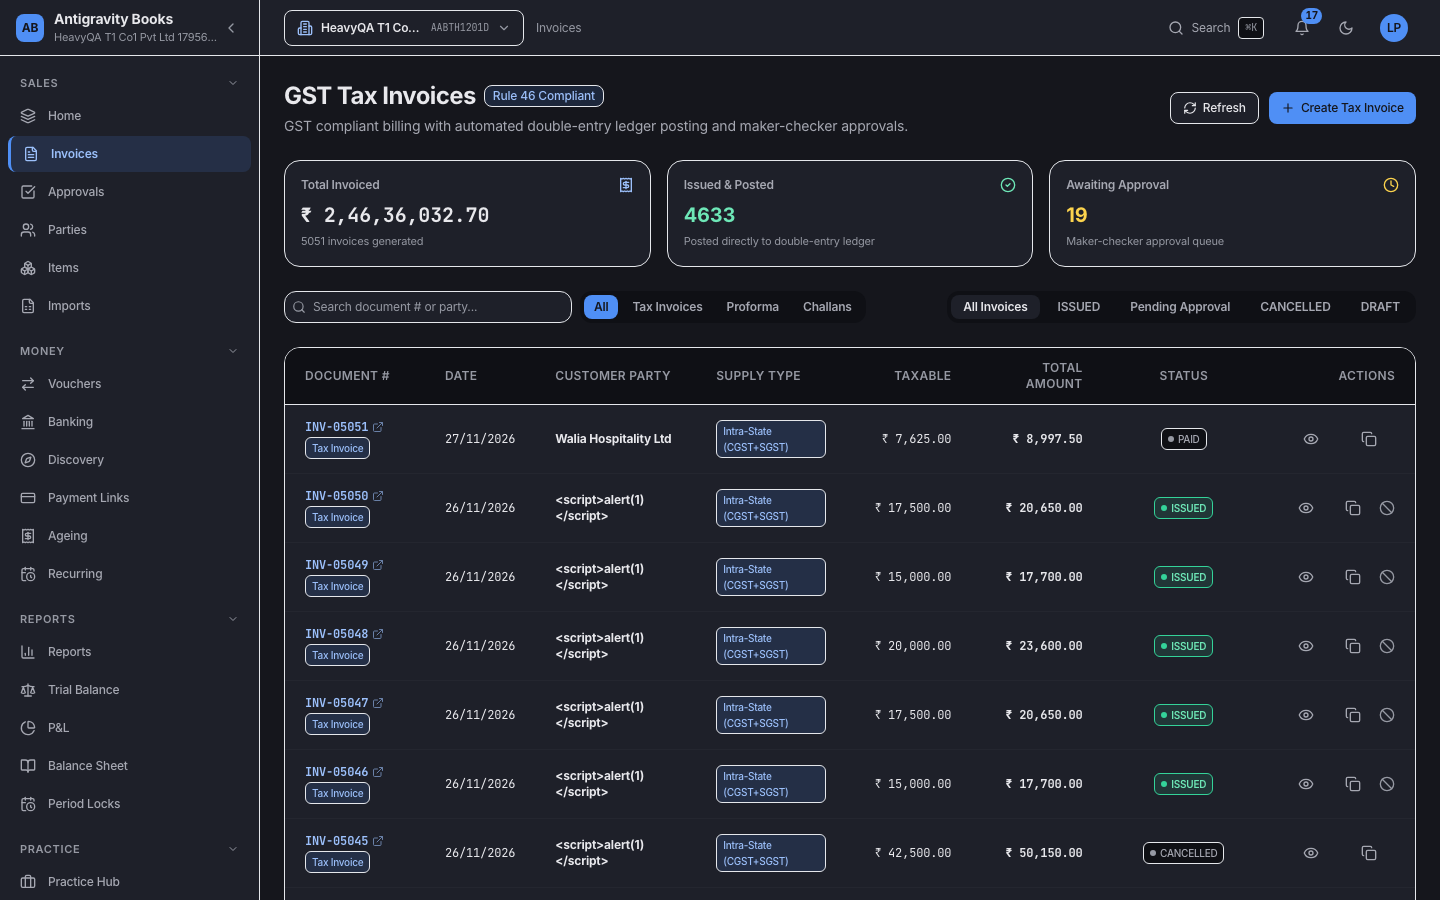 AB
Antigravity Books
HeavyQA T1 Co1 Pvt Ltd 17956...
SALES
Home
Invoices
Approvals
Parties
Items
Imports
MONEY
Vouchers
Banking
Discovery
Payment Links
Ageing
Recurring
REPORTS
Reports
Trial Balance
P&L
Balance Sheet
Period Locks
PRACTICE
Practice Hub
HeavyQA T1 Co... AABTH1201D
Invoices
Search ⌘K
17
LP
GST Tax Invoices
Rule 46 Compliant
GST compliant billing with automated double-entry ledger posting and maker-checker approvals.
Refresh
Create Tax Invoice
Total Invoiced
₹ 2,46,36,032.70
5051 invoices generated
Issued & Posted
4633
Posted directly to double-entry ledger
Awaiting Approval
19
Maker-checker approval queue
Search document # or party...
All Tax Invoices Proforma Challans
All Invoices ISSUED Pending Approval CANCELLED DRAFT
DOCUMENT # DATE CUSTOMER PARTY SUPPLY TYPE TAXABLE TOTAL AMOUNT STATUS ACTIONS
INV-05051
Tax Invoice
27/11/2026
Walia Hospitality Ltd
Intra-State
(CGST+SGST)
₹ 7,625.00
₹ 8,997.50
PAID
INV-05050
Tax Invoice
26/11/2026
<script>alert(1)
</script>
Intra-State
(CGST+SGST)
₹ 17,500.00
₹ 20,650.00
ISSUED
INV-05049
Tax Invoice
26/11/2026
<script>alert(1)
</script>
Intra-State
(CGST+SGST)
₹ 15,000.00
₹ 17,700.00
ISSUED
INV-05048
Tax Invoice
26/11/2026
<script>alert(1)
</script>
Intra-State
(CGST+SGST)
₹ 20,000.00
₹ 23,600.00
ISSUED
INV-05047
Tax Invoice
26/11/2026
<script>alert(1)
</script>
Intra-State
(CGST+SGST)
₹ 17,500.00
₹ 20,650.00
ISSUED
INV-05046
Tax Invoice
26/11/2026
<script>alert(1)
</script>
Intra-State
(CGST+SGST)
₹ 15,000.00
₹ 17,700.00
ISSUED
INV-05045
Tax Invoice
26/11/2026
<script>alert(1)
</script>
Intra-State
(CGST+SGST)
₹ 42,500.00
₹ 50,150.00
CANCELLED